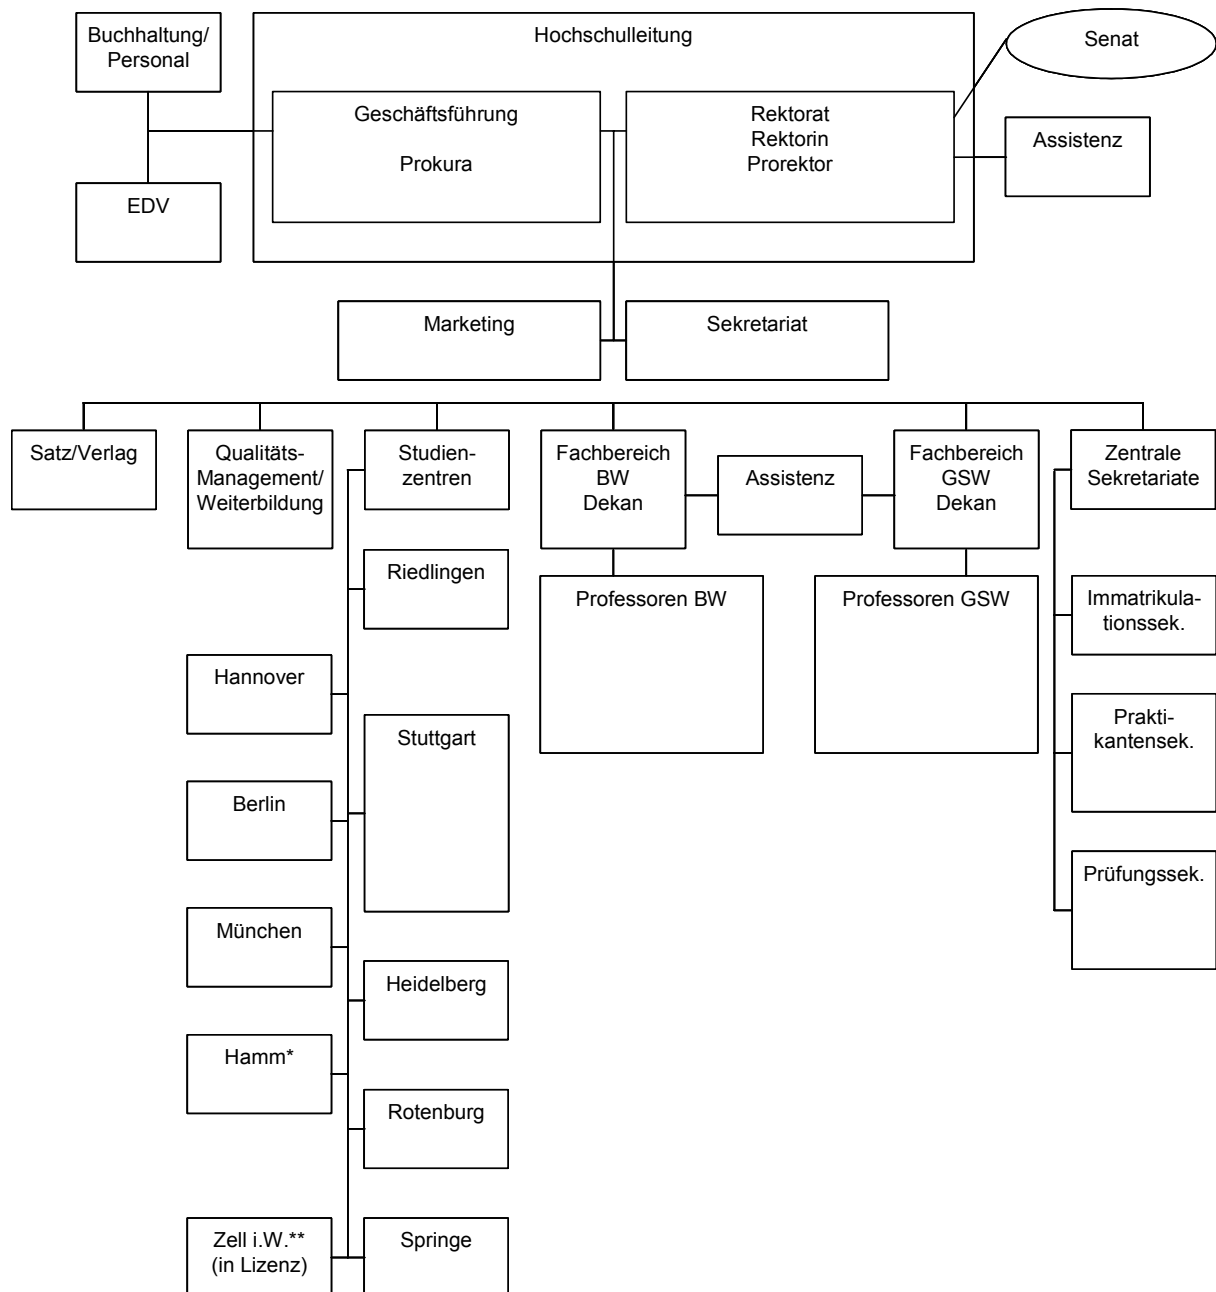 Buchhaltung/
Personal
Hochschulleitung
Senat
Geschäftsführung
Prokura
Rektorat
Rektorin
Prorektor
Assistenz
EDV
Marketing
Sekretariat
Satz/Verlag
Qualitäts-
Management/
Weiterbildung
Studien-
zentren
Fachbereich
BW
Dekan
Assistenz
Fachbereich
GSW
Dekan
Zentrale
Sekretariate
Riedlingen
Professoren BW
Professoren GSW
Immatrikula-
tionssek.
Hannover
Stuttgart
Prakti-
kantensek.
Berlin
Prüfungssek.
München
Heidelberg
Hamm*
Rotenburg
Zell i.W.**
(in Lizenz)
Springe